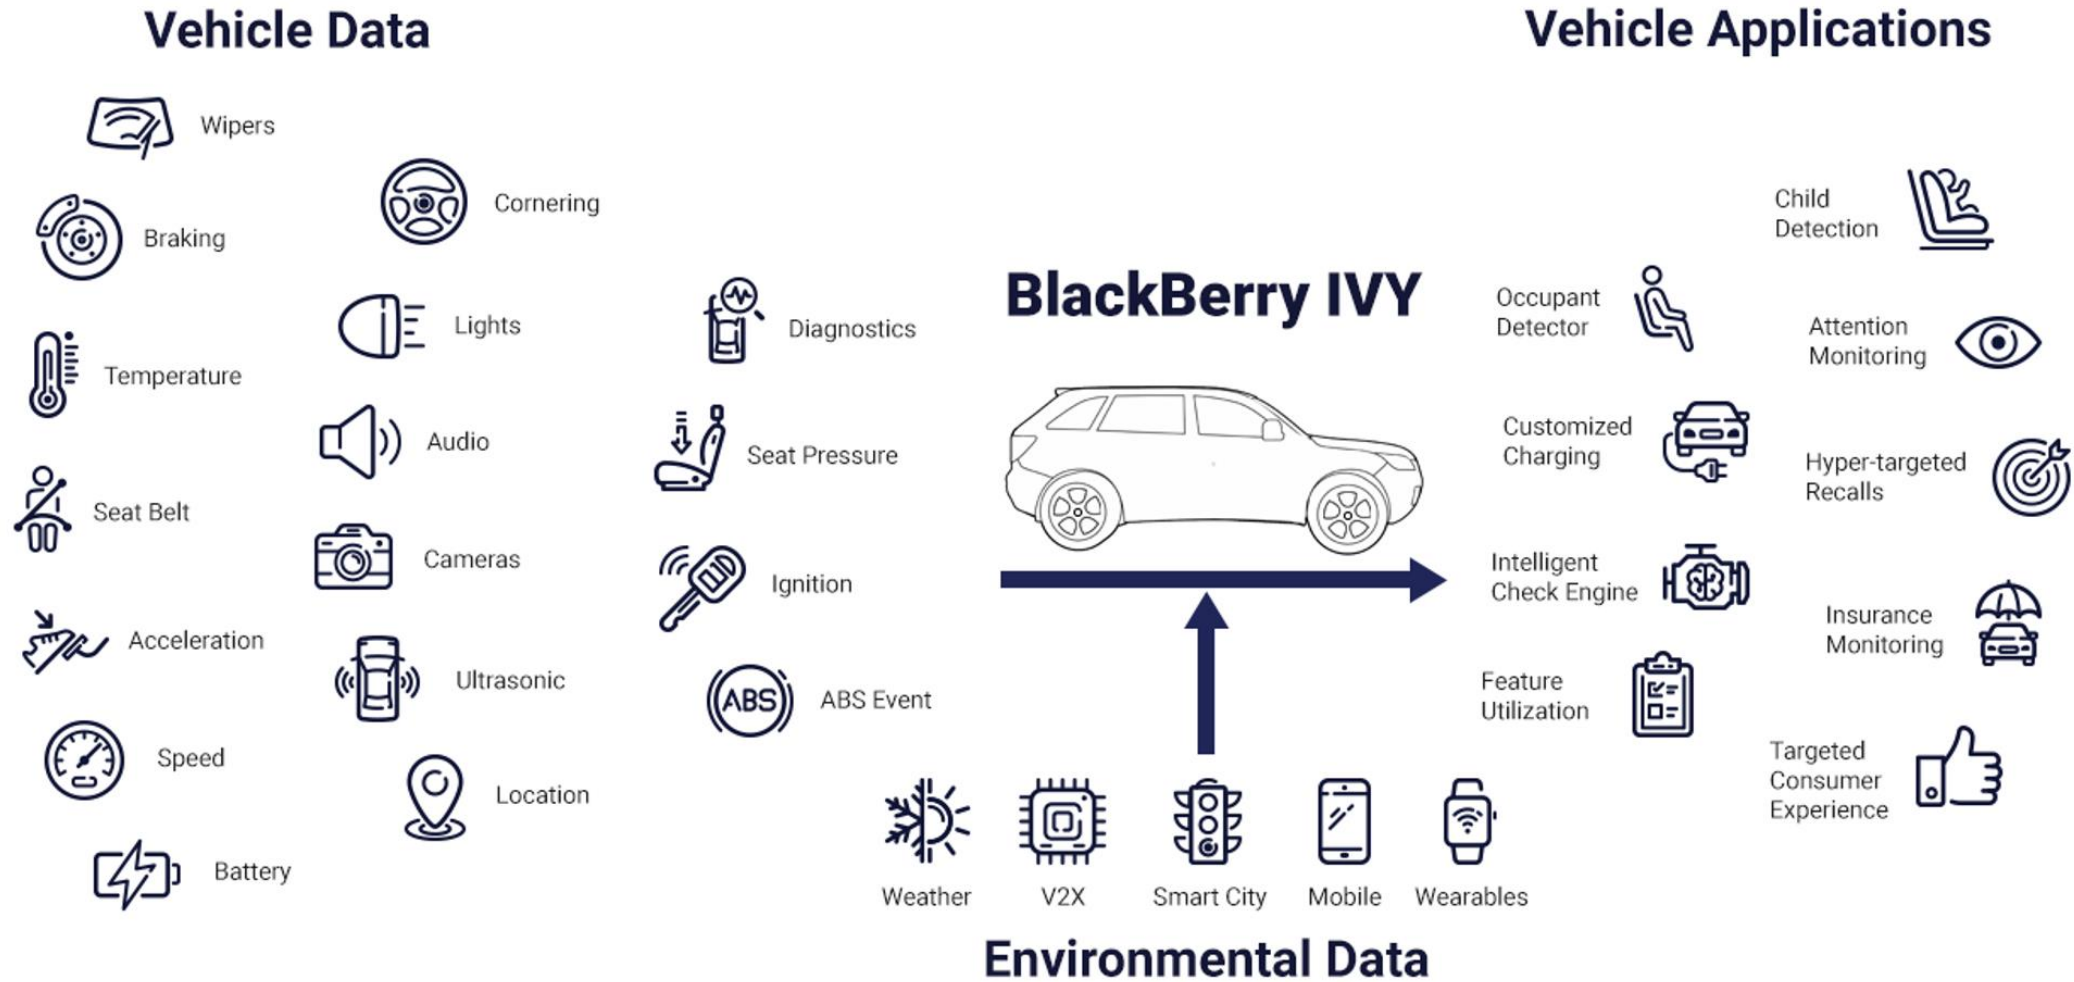 Vehicle Data
Vehicle Applications
Wipers
Cornering
Braking
Lights
Temperature
Audio
Seat Belt
Cameras
Acceleration
Ultrasonic
Speed
Location
Battery
Diagnostics
Seat Pressure
Ignition
ABS
ABS Event
BlackBerry IVY
Child
Detection
Occupant
Detector
Attention
Monitoring
Customized
Charging
Hyper-targeted
Recalls
Intelligent
Check Engine
Insurance
Monitoring
Feature
Utilization
Targeted
Consumer
Experience
Weather
V2X
Smart City
Mobile
Wearables
Environmental Data